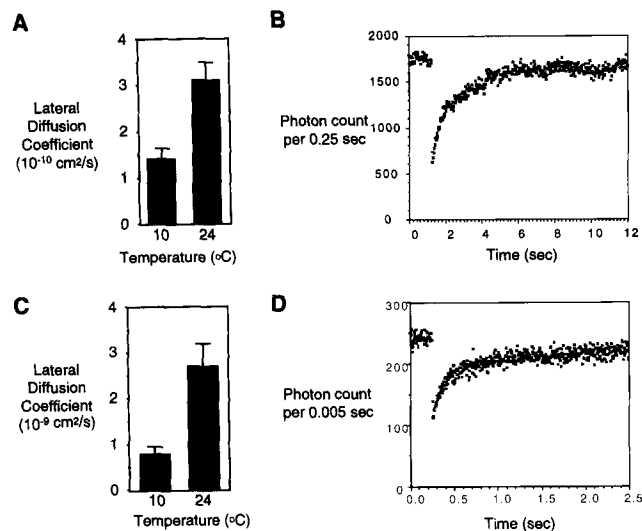 A
Lateral
Diffusion
Coefficient
(10-10 cm2/s)
4
3
2
1
0
10 24
Temperature (oC)
B
Photon count
per 0.25 sec
2000
1500
1000
500
0
0 2 4 6 8 10 12
Time (sec)
C
Lateral
Diffusion
Coefficient
(10-9 cm2/s)
4
3
2
1
0
10 24
Temperature (oC)
D
Photon count
per 0.005 sec
300
200
100
0
0.0 0.5 1.0 1.5 2.0 2.5
Time (sec)